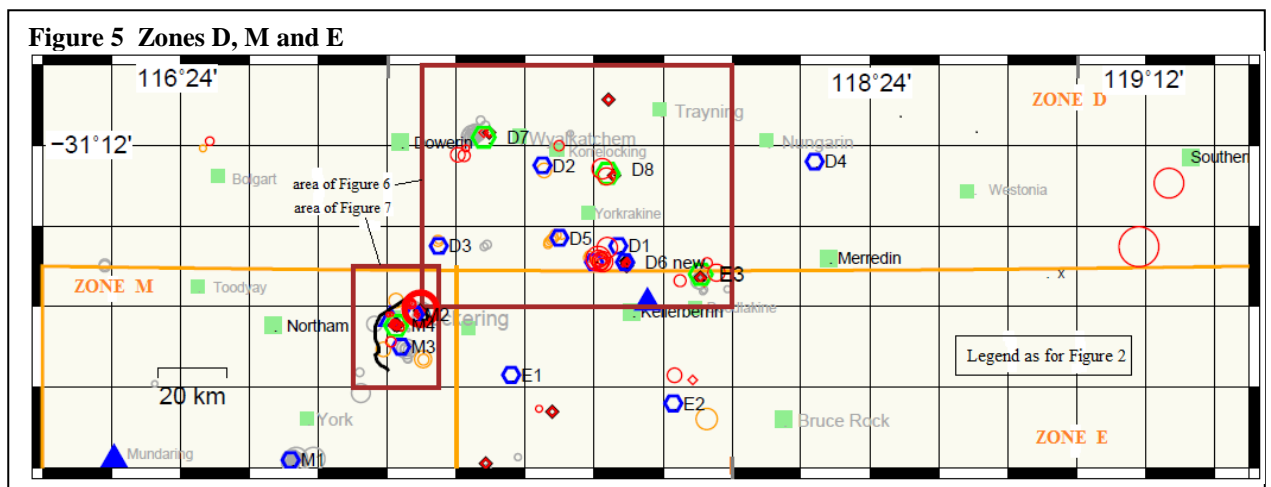 Figure 5 Zones D, M and E
116°24'
118°24'
119°12'
ZONE D
Trayning
−31°12'
Dowerin
D7
Wyalkatchem
Korrelocking
Nungarin
D4
Southern
area of Figure 6
Bolgart
D2
D8
Westonia
area of Figure 7
Yorkrakine
D3
D5
D1
D6 new
Merredin
E3
x
ZONE M
Toodyay
M2
Northam
M4
Kellerberrin
M3
Legend as for Figure 2
20 km
E1
E2
York
Bruce Rock
ZONE E
Mundaring
M1